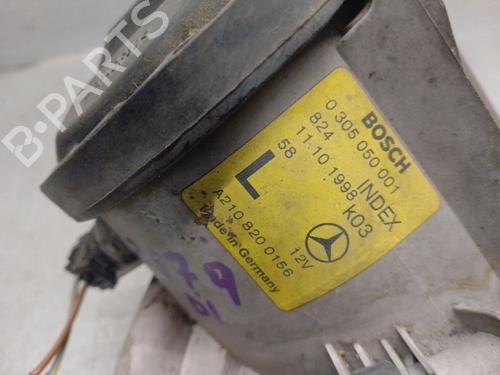 B-PARTS
BOSCH
0 305 050 001
824 INDEX
11.10.1998 k03
58
L
12V
A210 820 0156
Made in Germany